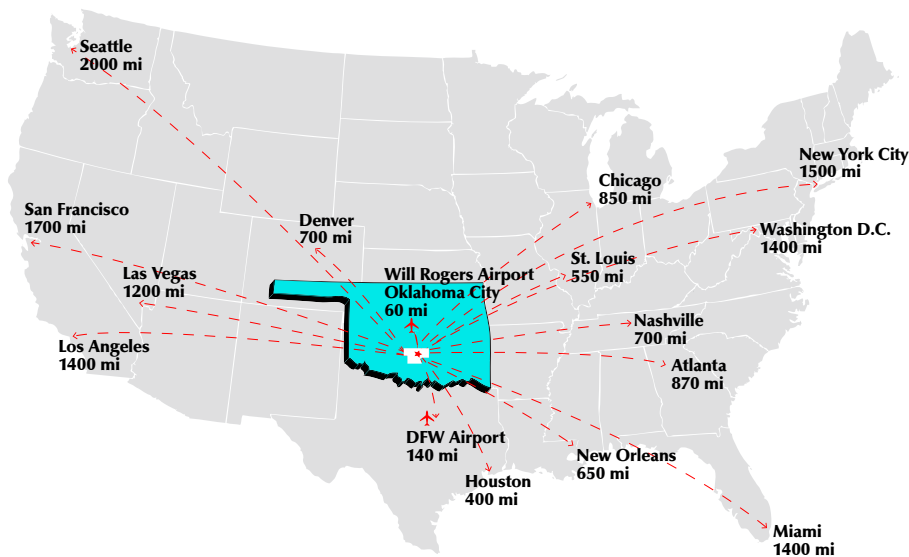 Seattle
2000 mi
New York City
1500 mi
Chicago
850 mi
San Francisco
1700 mi
Denver
700 mi
Washington D.C.
1400 mi
St. Louis
550 mi
Will Rogers Airport
Oklahoma City
60 mi
Las Vegas
1200 mi
Nashville
700 mi
Los Angeles
1400 mi
Atlanta
870 mi
DFW Airport
140 mi
New Orleans
650 mi
Houston
400 mi
Miami
1400 mi